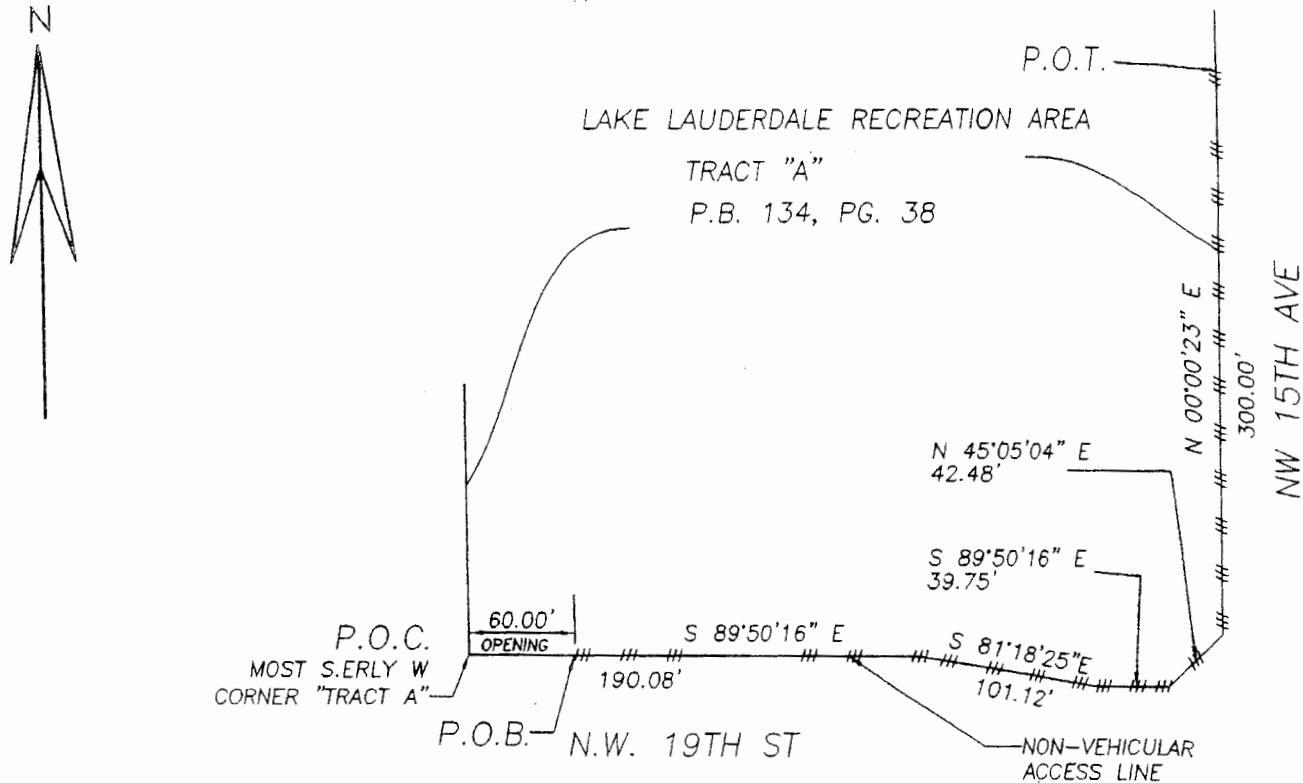 N
P.O.T.
LAKE LAUDERDALE RECREATION AREA
TRACT "A"
P.B. 134, PG. 38
N 00°00'23" E
300.00'
NW 15TH AVE
N 45°05'04" E
42.48'
S 89°50'16" E
39.75'
60.00'
OPENING
P.O.C.
MOST S.ERLY W
CORNER "TRACT A"
S 89°50'16" E
190.08'
S 81°18'25"E
101.12'
P.O.B.
N.W. 19TH ST
NON-VEHICULAR
ACCESS LINE